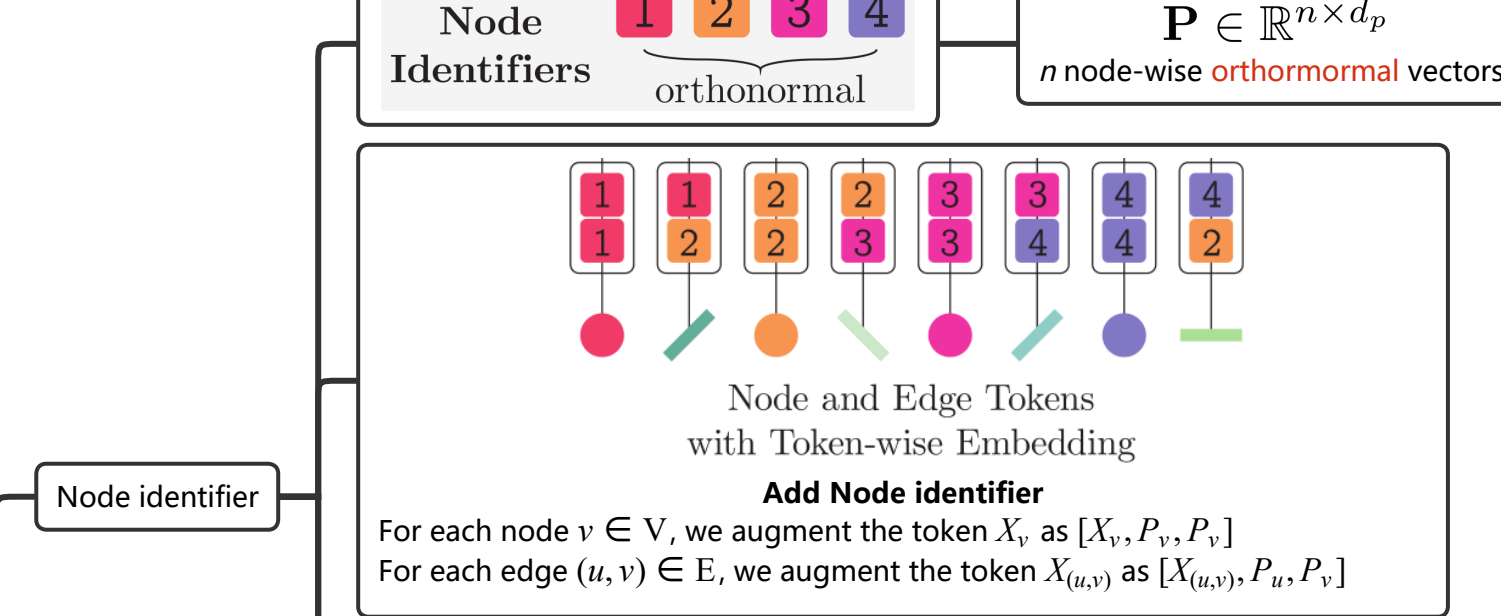 Node
Identifiers
1 2 3 4
orthonormal
P ∈ ℝ^{n×d_p}
n node-wise orthormormal vectors
1 1 2 2 3 3 4 4
1 2 2 3 3 4 4 2
Node and Edge Tokens
with Token-wise Embedding
Node identifier
Add Node identifier
For each node v ∈ V, we augment the token X_v as [X_v, P_v, P_v]
For each edge (u, v) ∈ E, we augment the token X_{(u,v)} as [X_{(u,v)}, P_u, P_v]